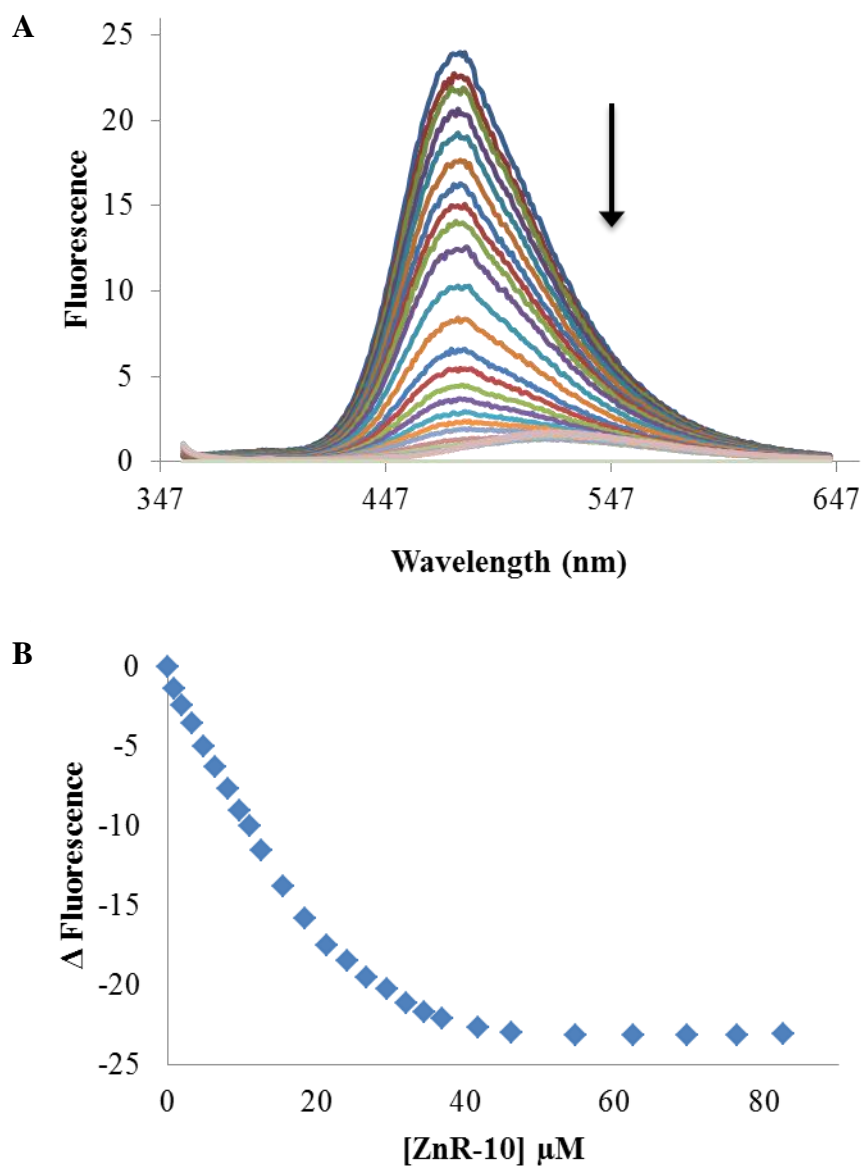 A
25
20
15
10
5
0
Fluorescence
347 447 547 647
Wavelength (nm)
B
0
-5
-10
-15
-20
-25
Δ Fluorescence
0 20 40 60 80
[ZnR-10] μM